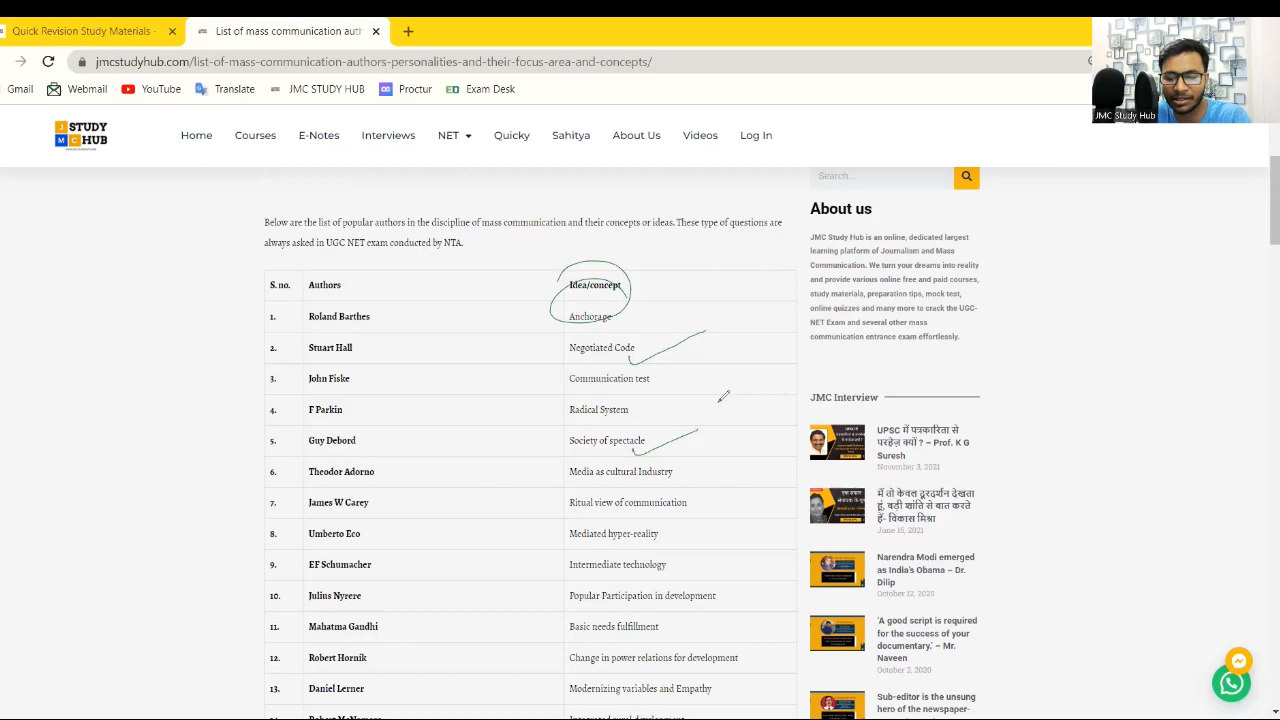 Quick Revision Study Materials -
List of mass communication auth
jmcstudyhub.com/list-of-mass-communication-authors-period-focus-area-and-concepts/
Gmail
Webmail
YouTube
Translate
JMC STUDY HUB
Proctur
Exam Desk
JMC Study Hub
J STUDY
M C HUB
Home
Courses
E-Notes
Interviews
NET
Quicky
Sahitya
About Us
Videos
Log In
Search...
Below are the list of popular authors in the discipline of mass communication and their concepts or ideas. These type of questions are
always asked in UGC NET exam conducted by NTA.
S.no. Authors Idea/concept
1. Roland Barthes Anchorage
2. Stuart Hall Negotiated Code
3. John Fiske Communication test
4. F Parkin Radical System
5. Guy Debord Society of spectacle
6. Theodor Adorno Media as cultural Industry
7. James W Carey Ritual view of communication
8. Umberto Eco Mediated hyper-reality
9. EF Schumacher Intermediate technology
10. Julius Nyrere Popular Participation in development
11. Mahatma Gandhi Basic needs fulfillment
12. Robert Hornik Change in power relations for development
13. Daniel Lerner Modernizing variables and Empathy
About us
JMC Study Hub is an online, dedicated largest
learning platform of Journalism and Mass
Communication. We turn your dreams into reality
and provide various online free and paid courses,
study materials, preparation tips, mock test,
online quizzes and many more to crack the UGC-
NET Exam and several other mass
communication entrance exam effortlessly.
JMC Interview
UPSC में पत्रकारिता से
परहेज़ क्यों ? – Prof. K G
Suresh
November 3, 2021
मैं तो केवल दूरदर्शन देखता
हूं, बड़ी शांति से बात करते
हैं- विकास मिश्रा
June 15, 2021
Narendra Modi emerged
as India's Obama – Dr.
Dilip
October 12, 2020
'A good script is required
for the success of your
documentary.' – Mr.
Naveen
October 2, 2020
Sub-editor is the unsung
hero of the newspaper-